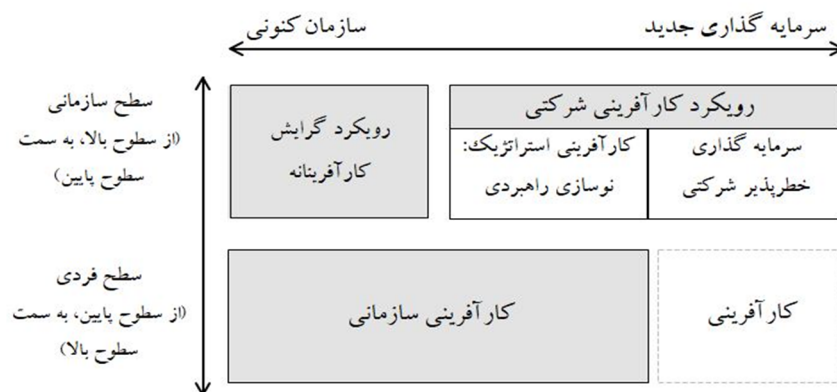 سرمایه گذاری جدید
سازمان کنونی
رویکرد کارآفرینی شرکتی
سرمایه گذاری
خطرپذیر شرکتی
کارآفرینی استراتژیک:
نوسازی راهبردی
رویکرد گرایش
کارآفرینانه
سطح سازمانی
(از سطوح بالا، به سمت
سطوح پایین)
کارآفرینی
کارآفرینی سازمانی
سطح فردی
(از سطوح پایین، به سمت
سطوح بالا)